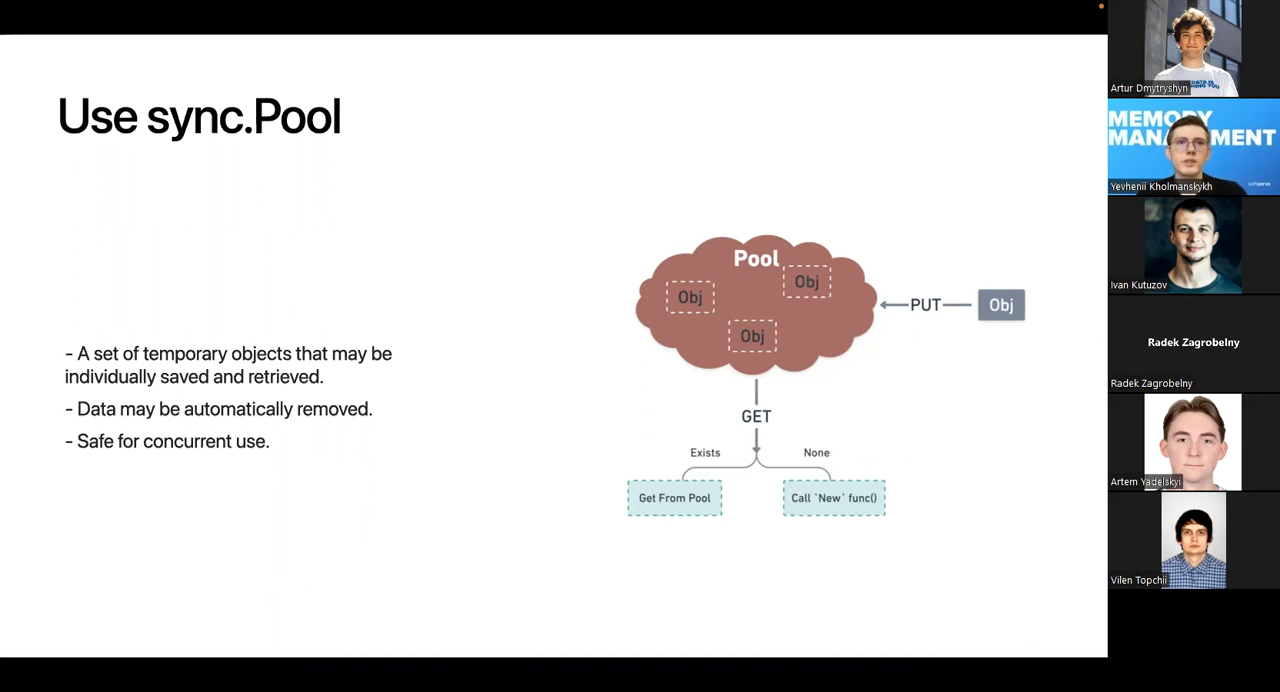 Use sync.Pool
- A set of temporary objects that may be
individually saved and retrieved.
- Data may be automatically removed.
- Safe for concurrent use.
Pool
Obj
Obj
Obj
PUT
Obj
GET
Exists
None
Get From Pool
Call `New` func()
Artur Dmytryshyn
MEMORY
MANAGEMENT
softserve
Yevhenii Kholmanskykh
Ivan Kutuzov
Radek Zagrobelny
Radek Zagrobelny
Artem Yadelskyi
Vilen Topchii